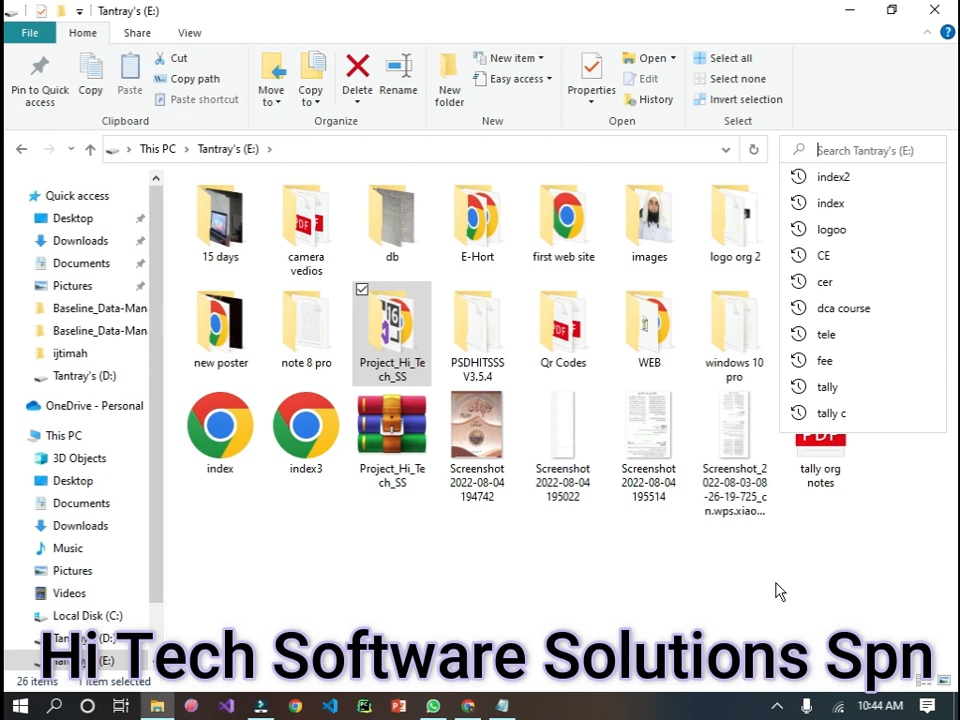 Tantray's (E:)
File Home Share View
Pin to Quick access
Copy
Paste
Cut
Copy path
Paste shortcut
Clipboard
Move to
Copy to
Delete
Rename
Organize
New folder
New item
Easy access
New
Properties
Open
Edit
History
Open
Select all
Select none
Invert selection
Select
This PC > Tantray's (E:) >
Search Tantray's (E:)
index2
index
logoo
CE
cer
dca course
tele
fee
tally
tally c
Quick access
Desktop
Downloads
Documents
Pictures
Baseline_Data-Man
Baseline_Data-Man
ijtimah
Tantray's (D:)
OneDrive - Personal
This PC
3D Objects
Desktop
Documents
Downloads
Music
Pictures
Videos
Local Disk (C:)
15 days
camera vedios
db
E-Hort
first web site
images
logo org 2
new poster
note 8 pro
Project_Hi_Te
ch_SS
PSDHITSSS
V3.5.4
Qr Codes
WEB
windows 10
pro
index
index3
Project_Hi_Te
ch_SS
Screenshot
2022-08-04
194742
Screenshot
2022-08-04
195022
Screenshot
2022-08-04
195514
Screenshot_2
022-08-03-08
-26-19-725_c
n.wps.xiao...
PDF
tally org
notes
Hi Tech Software Solutions Spn
26 items 1 item selected
10:44 AM